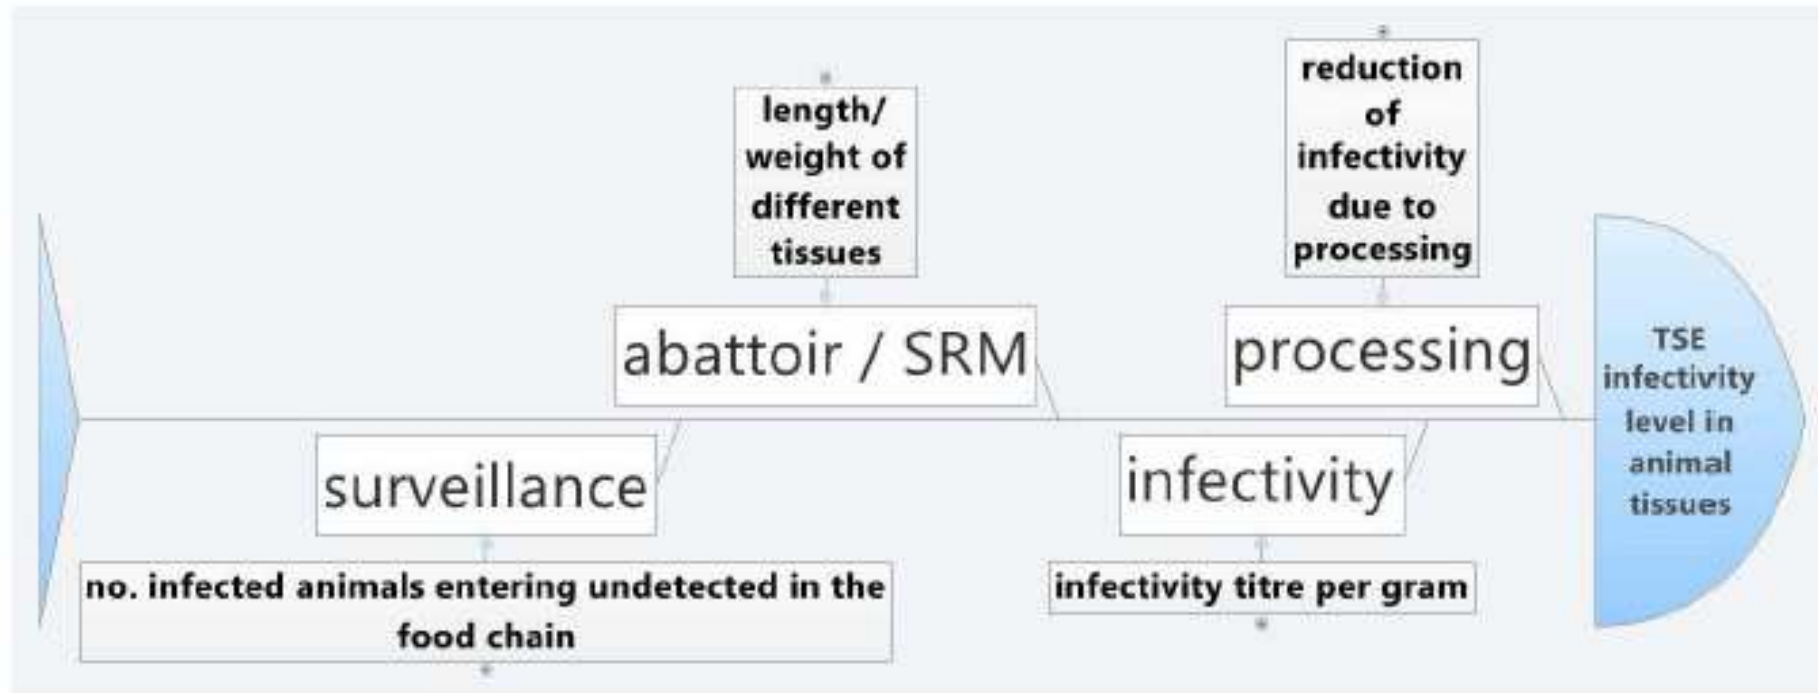 length/
weight of
different
tissues
abattoir / SRM
reduction
of
infectivity
due to
processing
processing
surveillance
no. infected animals entering undetected in the
food chain
infectivity
infectivity titre per gram
TSE
infectivity
level in
animal
tissues